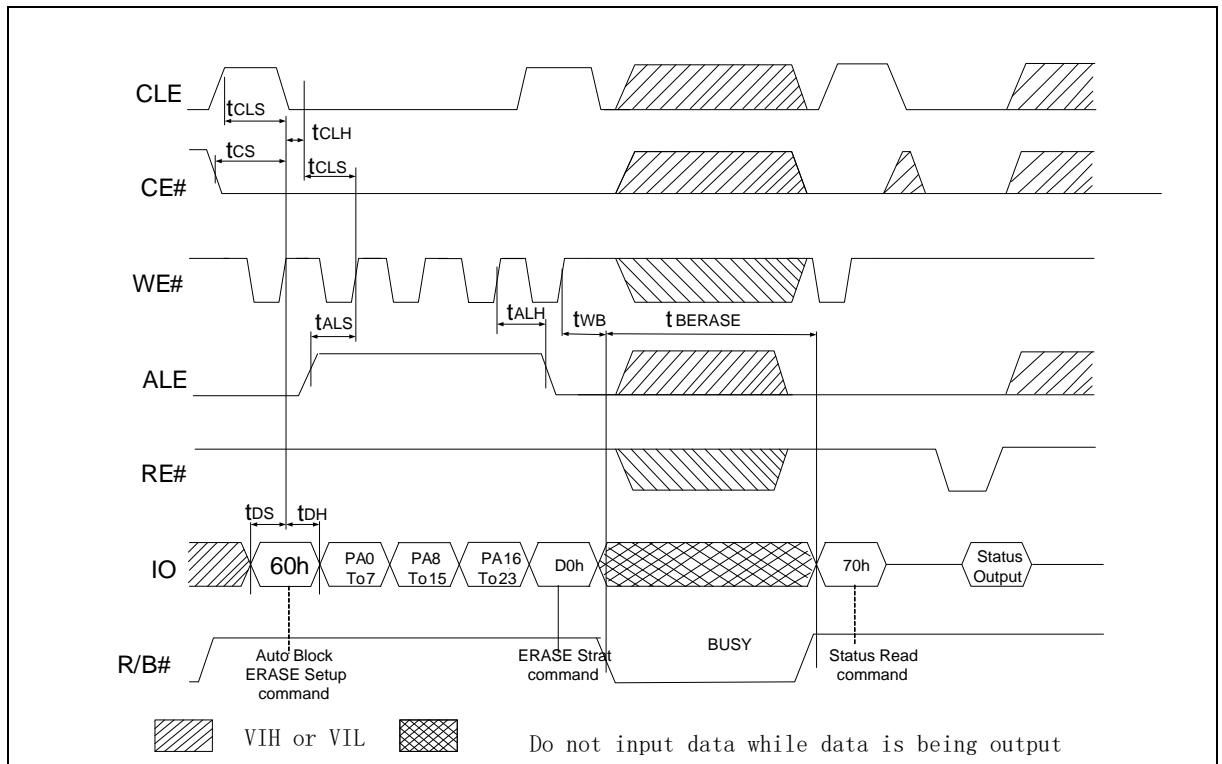 CLE
tCLS
tCLH
tCS
tCLS
CE#
WE#
tALS
tALH
tWB
tBERASE
ALE
RE#
tDS
tDH
IO
60h
PA0
To7
PA8
To15
PA16
To23
D0h
70h
Status
Output
R/B#
Auto Block
ERASE Setup
command
ERASE Strat
command
BUSY
Status Read
command
VIH or VIL
Do not input data while data is being output